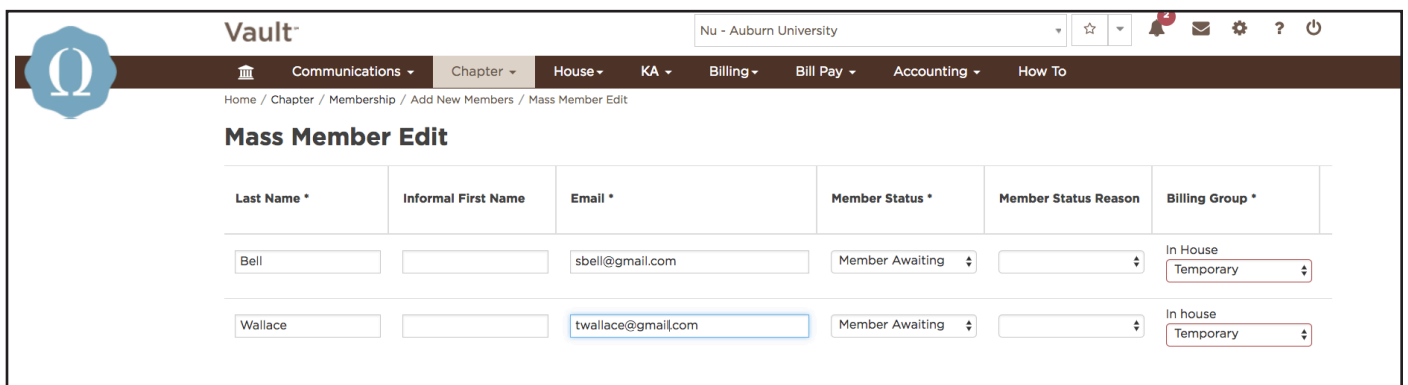 Vault℠
Nu - Auburn University
2
?
Ω
Communications Chapter House KA Billing Bill Pay Accounting How To
Home / Chapter / Membership / Add New Members / Mass Member Edit
Mass Member Edit
Last Name * Informal First Name Email * Member Status * Member Status Reason Billing Group *
Bell sbell@gmail.com Member Awaiting In House
Temporary
Wallace twallace@gmail.com Member Awaiting In house
Temporary